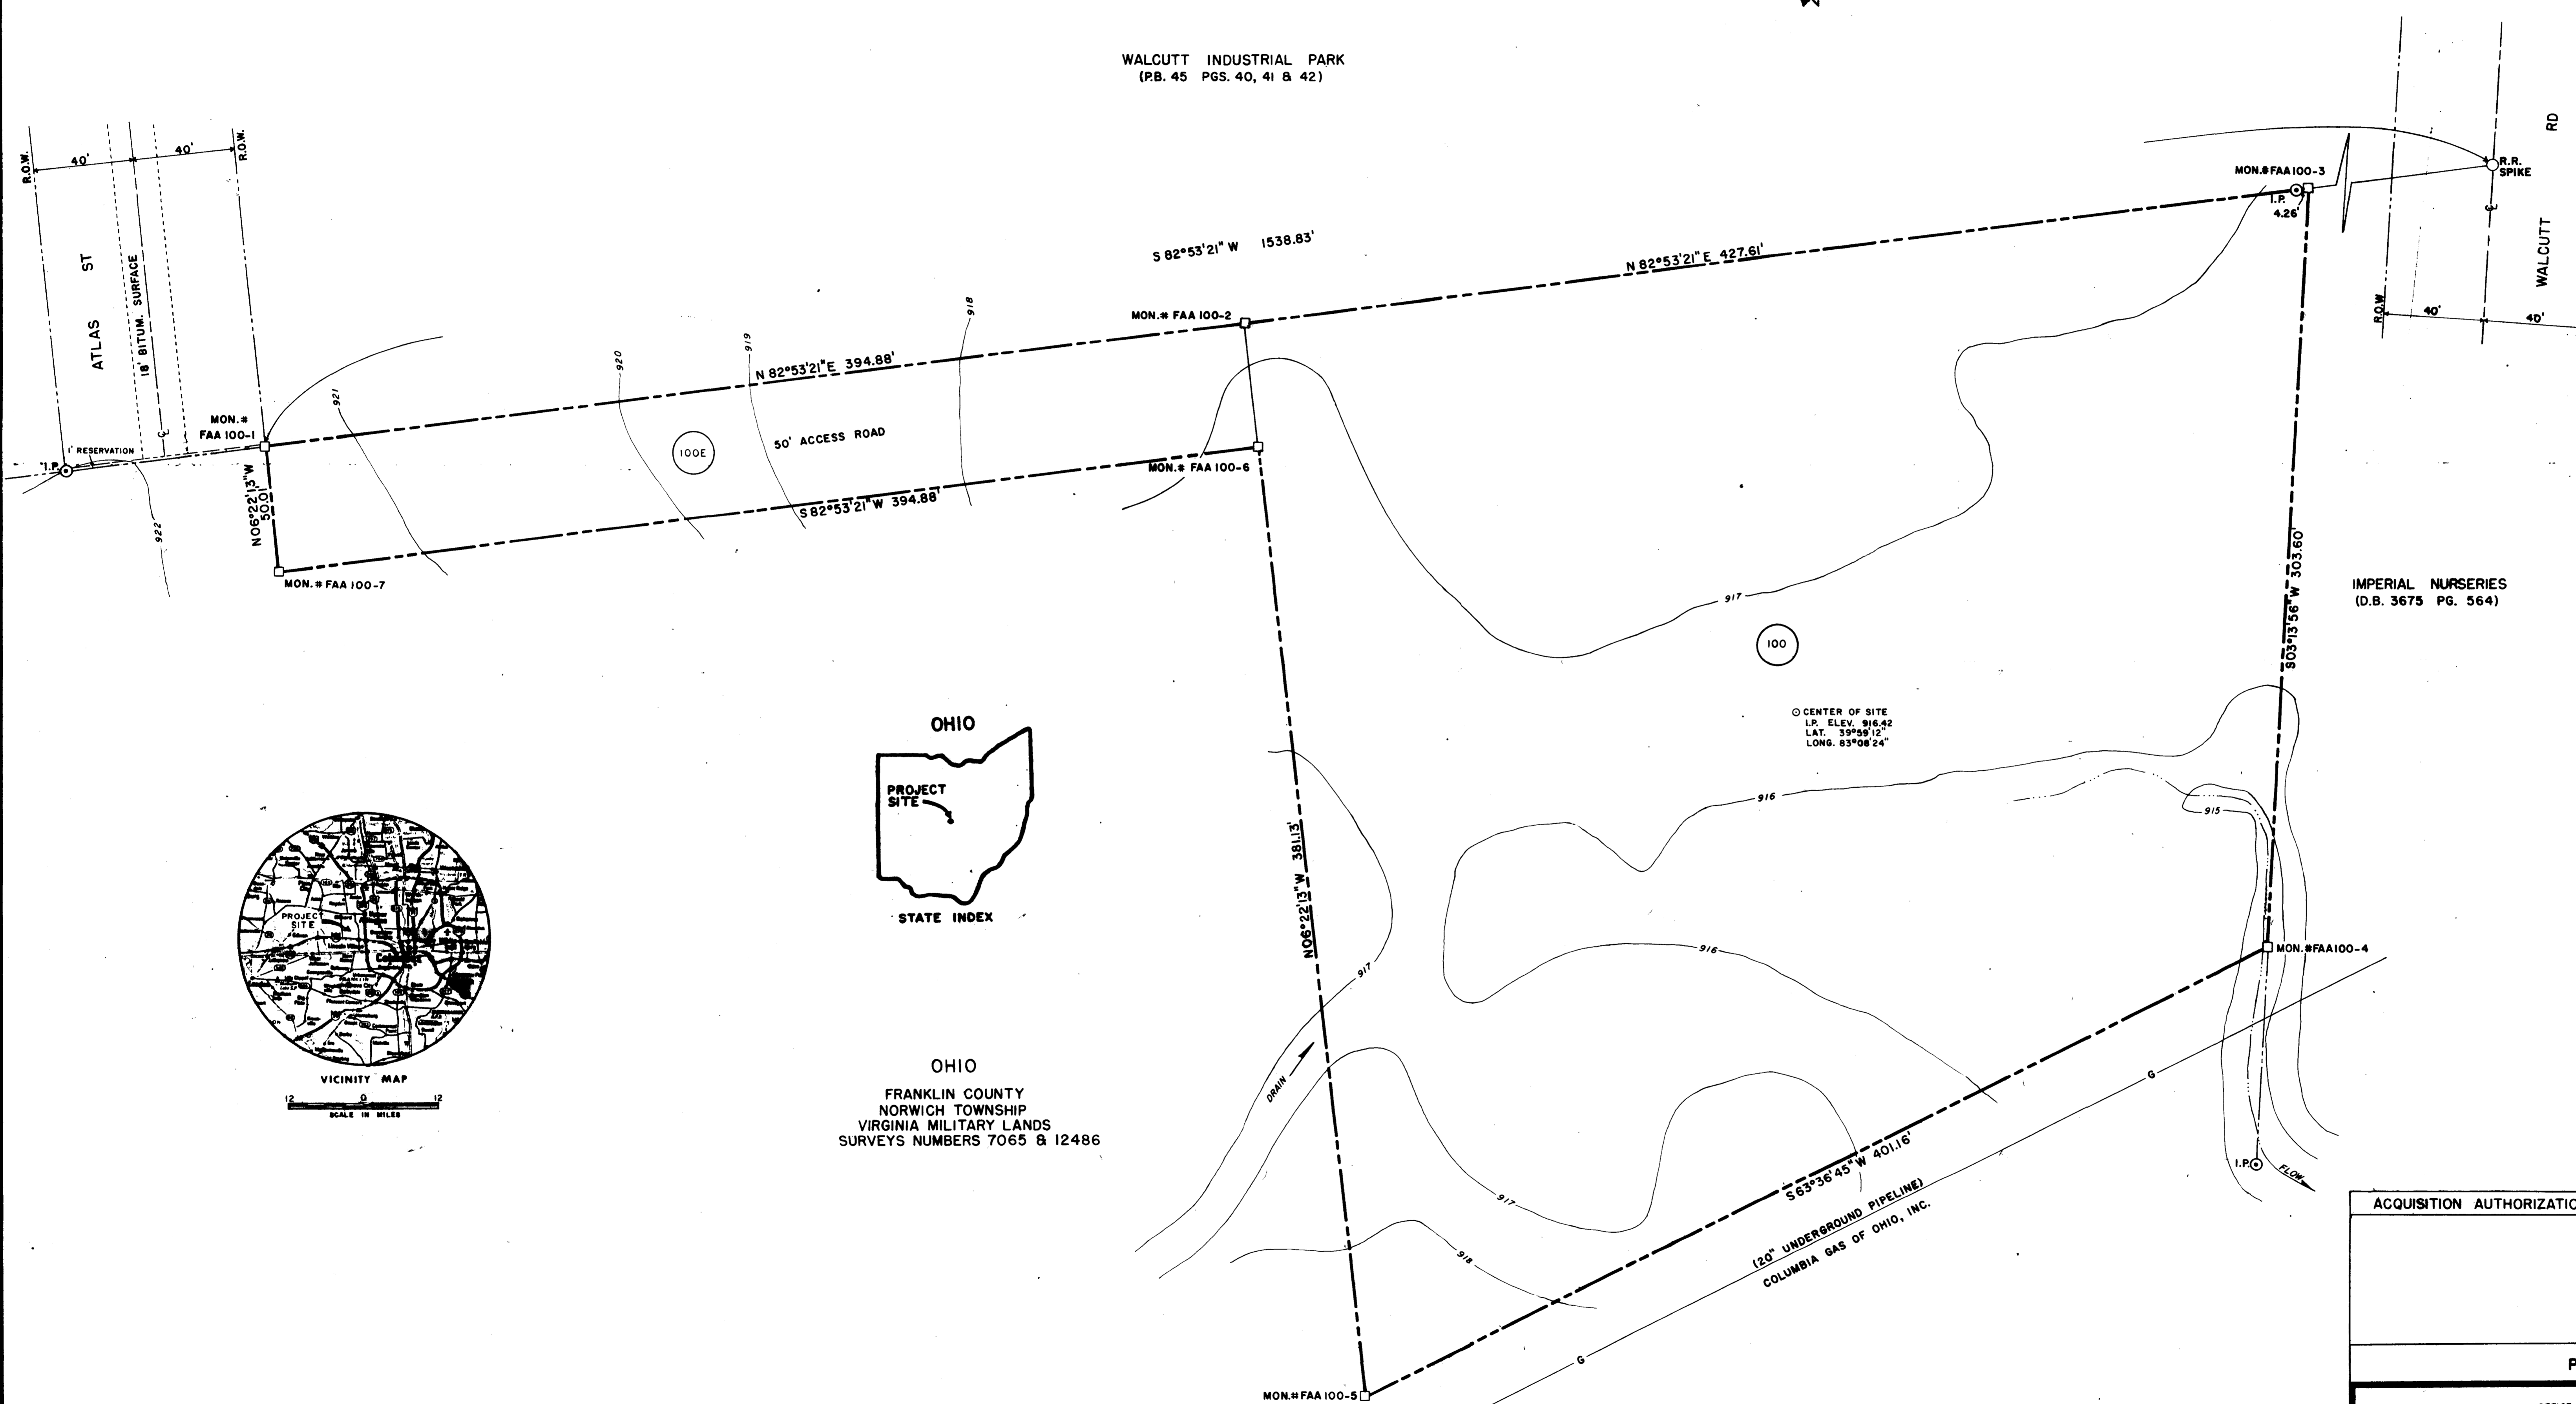 WALCUTT INDUSTRIAL PARK
(P.B. 45 PGS. 40, 41 & 42)
R.O.W.
40'
40'
R.O.W.
ATLAS ST
18' BITUM. SURFACE
℄
MON.#
FAA 100-1
1' RESERVATION
I.P.
922
921
N06°22'13"W
50.01'
MON.#FAA 100-7
N 82°53'21"E 394.88'
920
919
918
100E
50' ACCESS ROAD
S 82°53'21"W 394.88'
S 82°53'21" W 1538.83'
MON.# FAA 100-2
MON.# FAA 100-6
N 82°53'21" E 427.61'
MON.#FAA100-3
I.P.
4.26'
R.R.
SPIKE
℄
WALCUTT RD
R.O.W
40'
40'
S03°13'56"W 303.60'
IMPERIAL NURSERIES
(D.B. 3675 PG. 564)
917
100
CENTER OF SITE
I.P. ELEV. 916.42
LAT. 39°59'12"
LONG. 83°08'24"
916
915
OHIO
PROJECT
SITE
STATE INDEX
PROJECT
SITE
VICINITY MAP
12 0 12
SCALE IN MILES
OHIO
FRANKLIN COUNTY
NORWICH TOWNSHIP
VIRGINIA MILITARY LANDS
SURVEYS NUMBERS 7065 & 12486
N06°22'13"W 381.13'
917
916
MON.#FAA100-4
DRAIN
G
S 63°36'45" W 401.16'
917
918
(20" UNDERGROUND PIPELINE)
COLUMBIA GAS OF OHIO, INC.
I.P.
FLOW
G
MON.#FAA 100-5
ACQUISITION AUTHORIZATIO
P